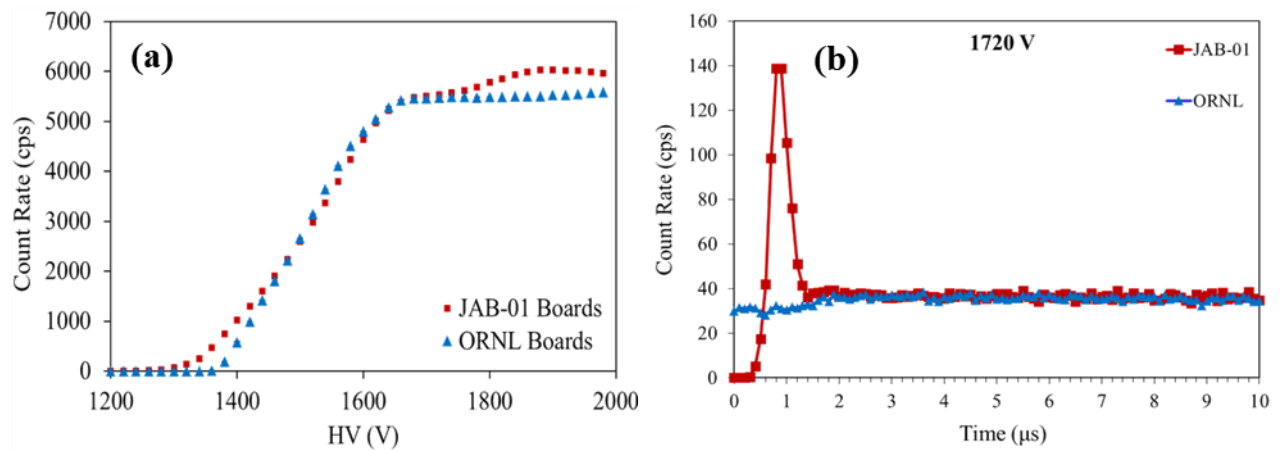 (a)
7000
6000
5000
4000
3000
2000
1000
0
Count Rate (cps)
1200 1400 1600 1800 2000
HV (V)
JAB-01 Boards
ORNL Boards
(b)
1720 V
160
140
120
100
80
60
40
20
0
Count Rate (cps)
0 1 2 3 4 5 6 7 8 9 10
Time (μs)
JAB-01
ORNL